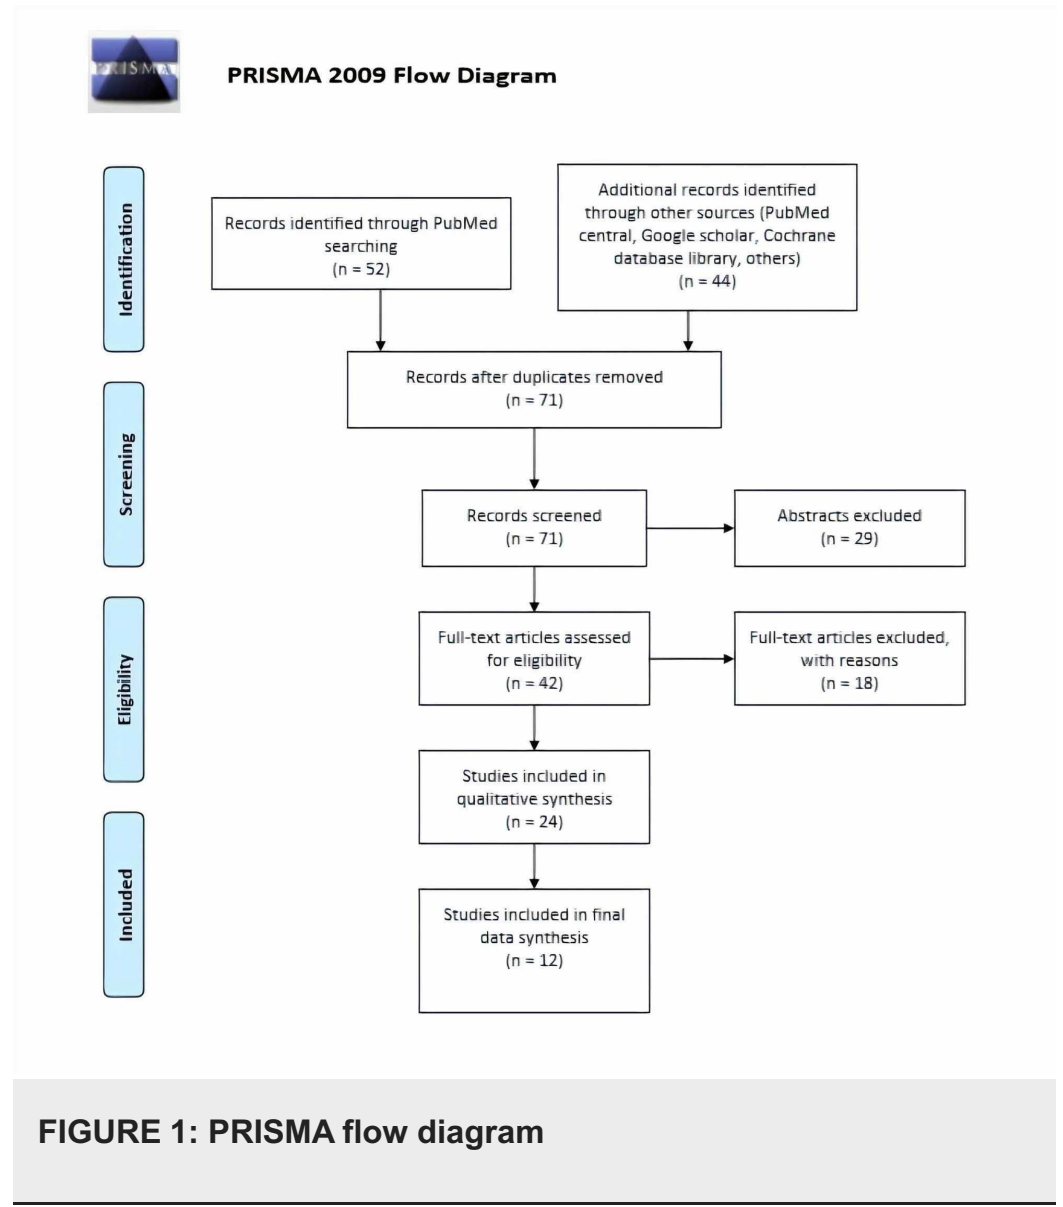 PRISMA
PRISMA 2009 Flow Diagram
Identification
Records identified through PubMed
searching
(n = 52)
Additional records identified
through other sources (PubMed
central, Google scholar, Cochrane
database library, others)
(n = 44)
Records after duplicates removed
(n = 71)
Screening
Records screened
(n = 71)
Abstracts excluded
(n = 29)
Eligibility
Full-text articles assessed
for eligibility
(n = 42)
Full-text articles excluded,
with reasons
(n = 18)
Studies included in
qualitative synthesis
(n = 24)
Included
Studies included in final
data synthesis
(n = 12)
FIGURE 1: PRISMA flow diagram